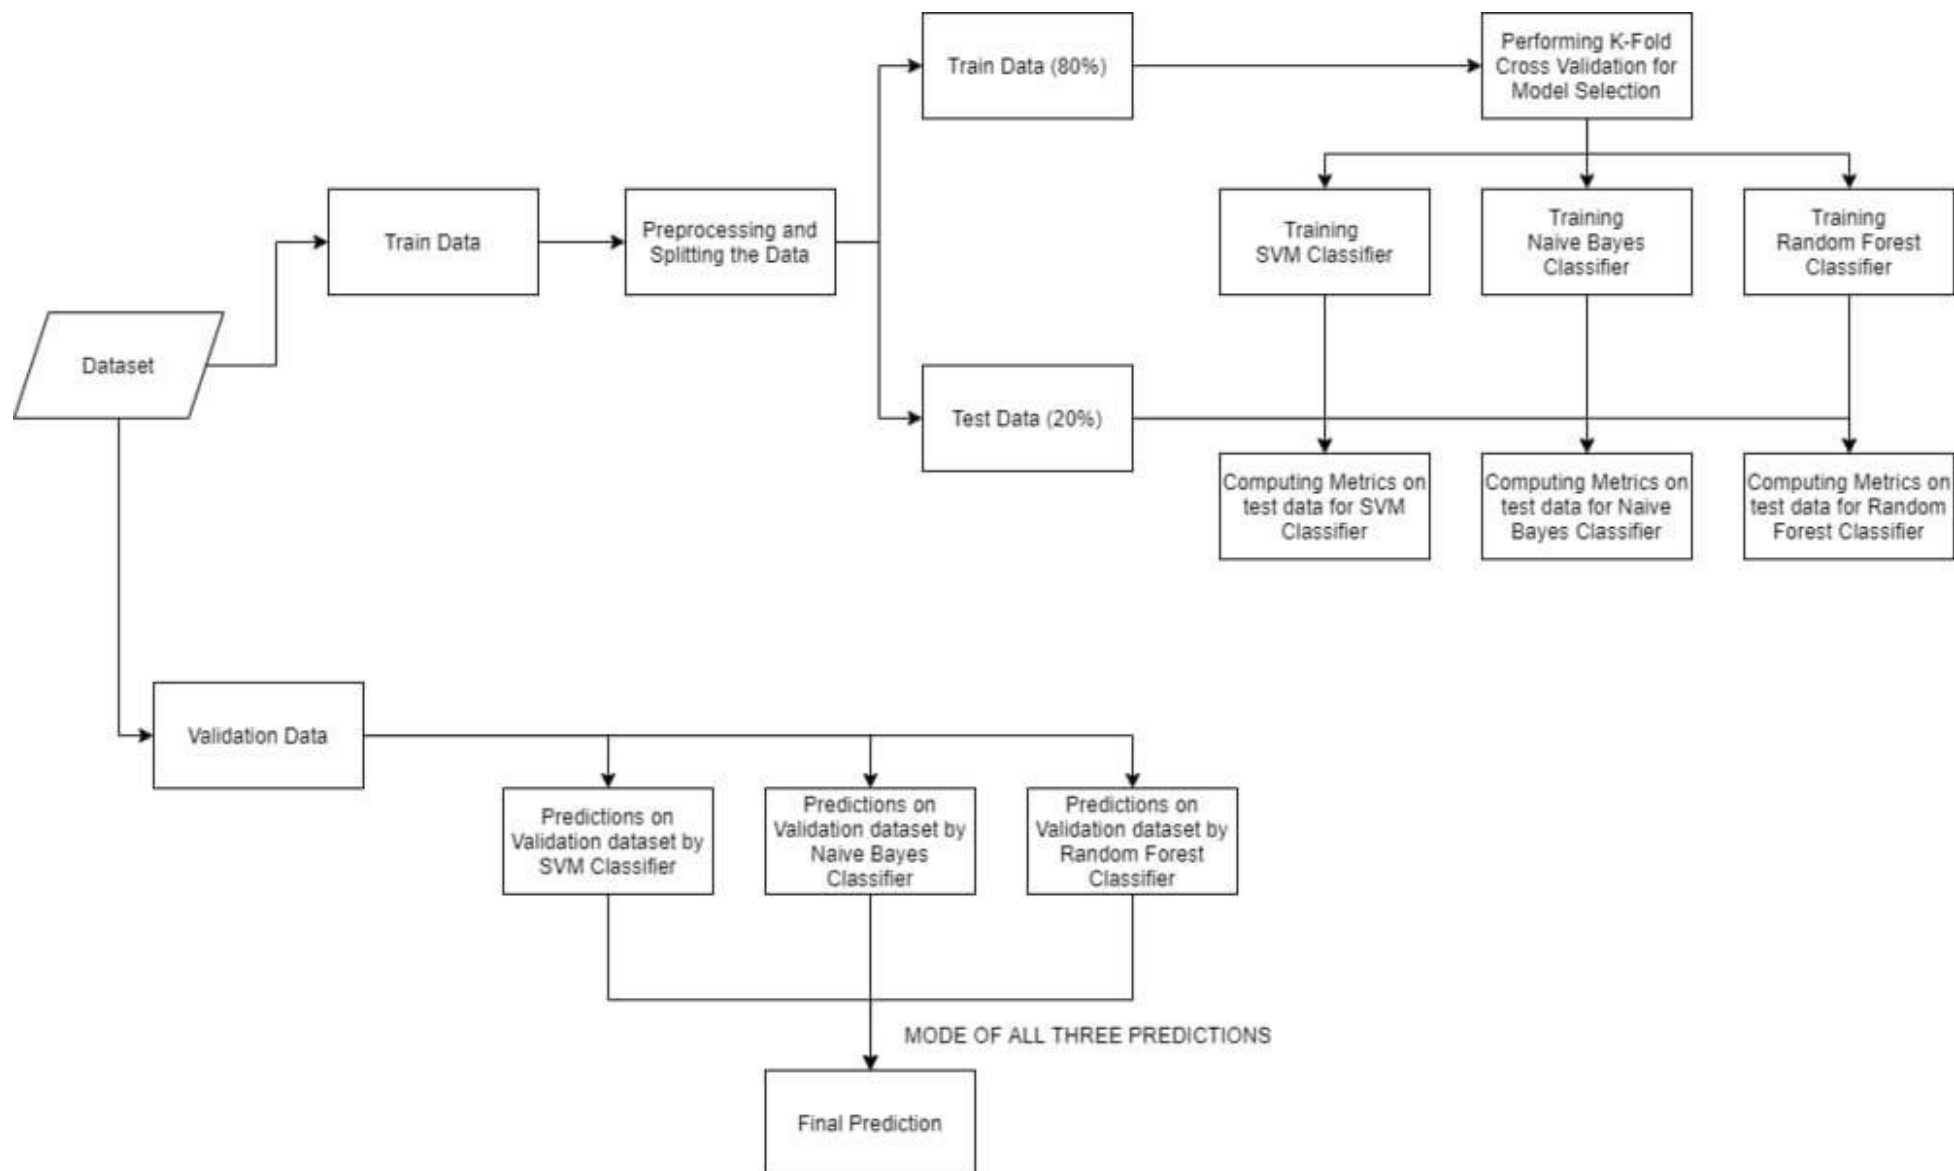 Train Data (80%)
Performing K-Fold
Cross Validation for
Model Selection
Train Data
Preprocessing and
Splitting the Data
Training
SVM Classifier
Training
Naive Bayes
Classifier
Training
Random Forest
Classifier
Dataset
Test Data (20%)
Computing Metrics on
test data for SVM
Classifier
Computing Metrics on
test data for Naive
Bayes Classifier
Computing Metrics on
test data for Random
Forest Classifier
Validation Data
Predictions on
Validation dataset by
SVM Classifier
Predictions on
Validation dataset by
Naive Bayes
Classifier
Predictions on
Validation dataset by
Random Forest
Classifier
MODE OF ALL THREE PREDICTIONS
Final Prediction